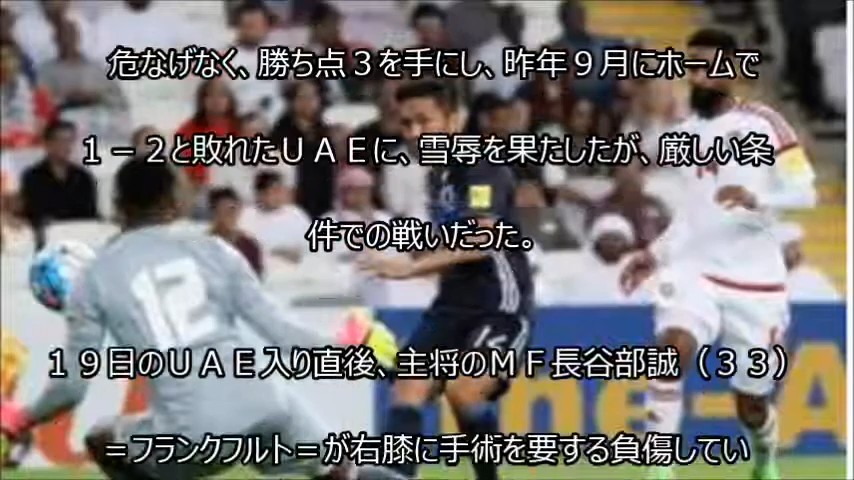 危なげなく、勝ち点３を手にし、昨年９月にホームで
１－２と敗れたＵＡＥに、雪辱を果たしたが、厳しい条
件での戦いだった。
１９日のＵＡＥ入り直後、主将のＭＦ長谷部誠（３３）
＝フランクフルト＝が右膝に手術を要する負傷してい
12
14